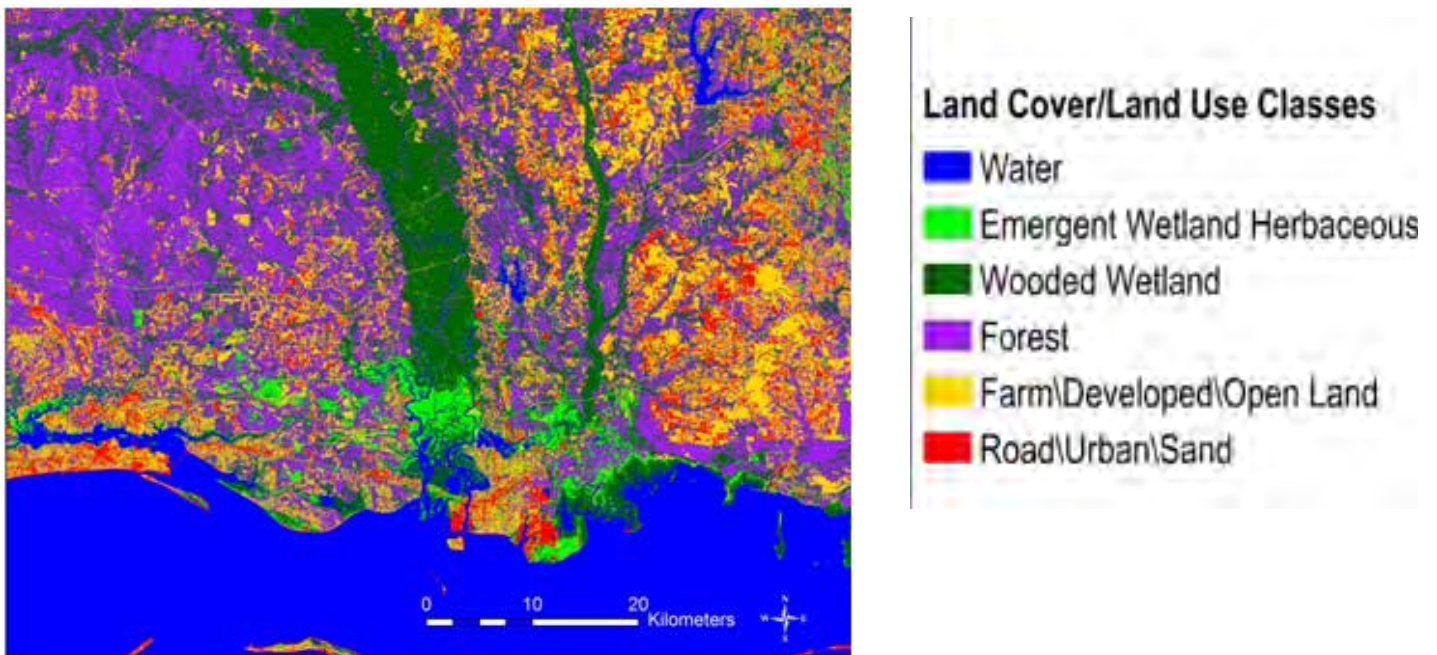 Land Cover/Land Use Classes
Water
Emergent Wetland Herbaceous
Wooded Wetland
Forest
Farm\Developed\Open Land
Road\Urban\Sand
0 10 20
Kilometers
N
W E
S